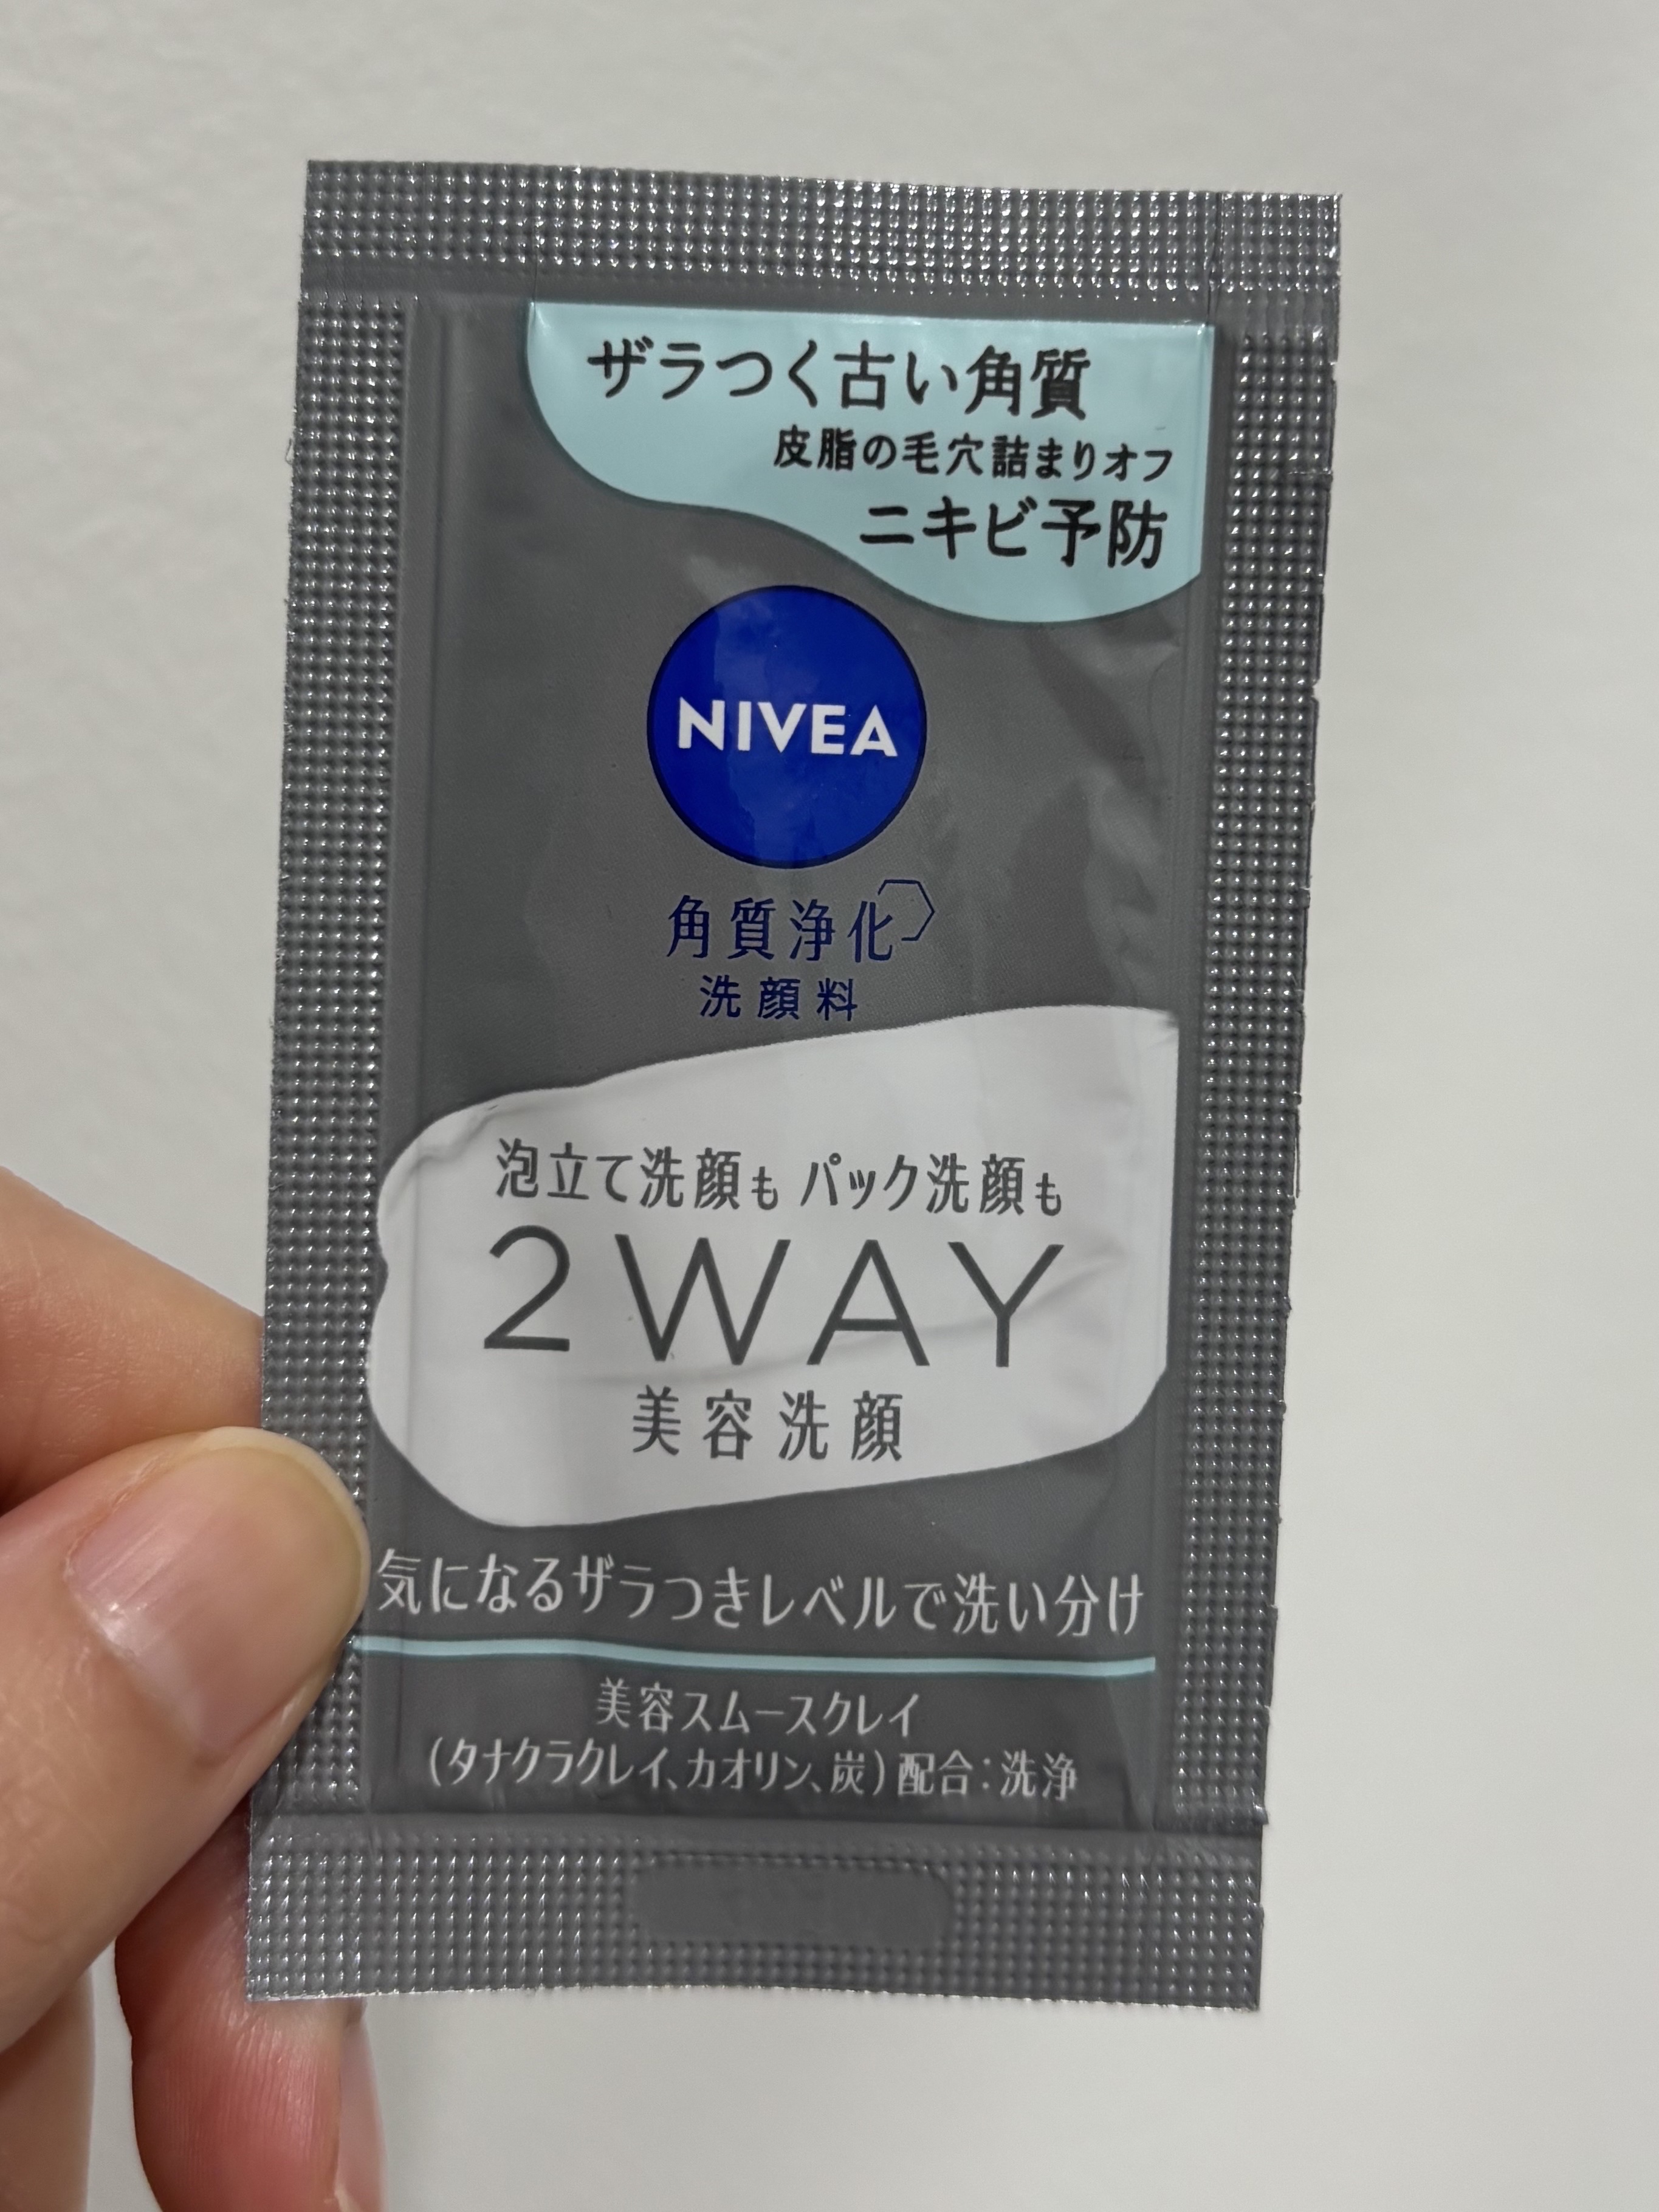 ザラつく古い角質
皮脂の毛穴詰まりオフ
ニキビ予防
NIVEA
角質浄化
洗顔料
泡立て洗顔も パック洗顔も
2WAY
美容洗顔
気になるザラつきレベルで洗い分け
美容スムースクレイ
(タナクラクレイ、カオリン、炭)配合:洗浄